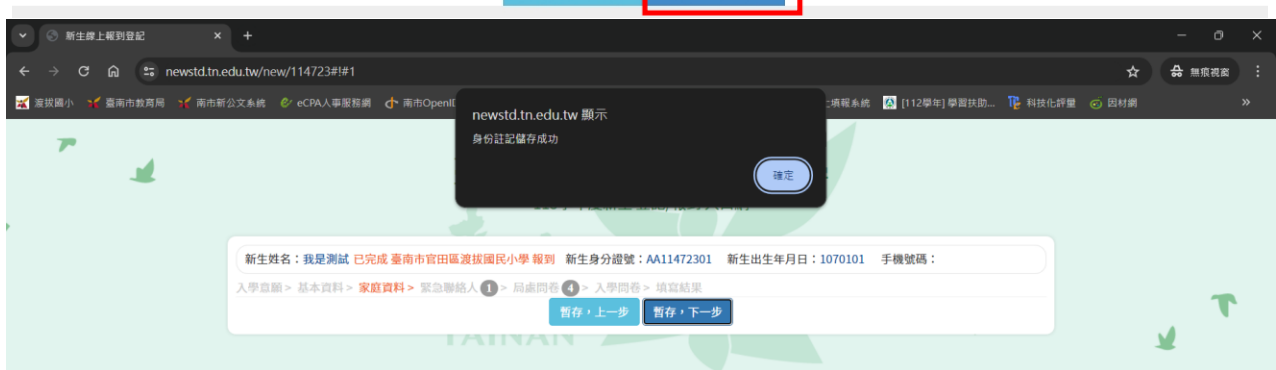 新生線上報到登記
newstd.tn.edu.tw/new/114723#!#1
無痕視窗
渡拔國小 臺南市教育局 南市新公文系統 eCPA人事服務網 南市OpenID 填報系統 [112學年] 學習扶助... 科技化評量 因材網
newstd.tn.edu.tw 顯示
身份註記儲存成功
確定
新生姓名：我是測試 已完成 臺南市官田區渡拔國民小學 報到 新生身分證號：AA11472301 新生出生年月日：1070101 手機號碼：
入學意願 > 基本資料 > 家庭資料 > 緊急聯絡人 1 > 局處問卷 4 > 入學問卷 > 填寫結果
暫存，上一步 暫存，下一步
TAINAN